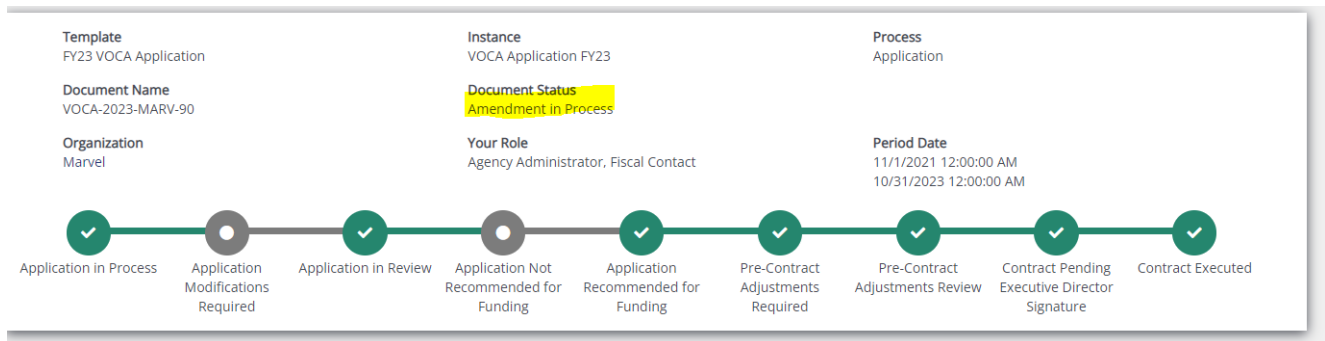 Template
FY23 VOCA Application
Instance
VOCA Application FY23
Process
Application
Document Name
VOCA-2023-MARV-90
Document Status
Amendment in Process
Organization
Marvel
Your Role
Agency Administrator, Fiscal Contact
Period Date
11/1/2021 12:00:00 AM
10/31/2023 12:00:00 AM
Application in Process
Application
Modifications
Required
Application in Review
Application Not
Recommended for
Funding
Application
Recommended for
Funding
Pre-Contract
Adjustments
Required
Pre-Contract
Adjustments Review
Contract Pending
Executive Director
Signature
Contract Executed